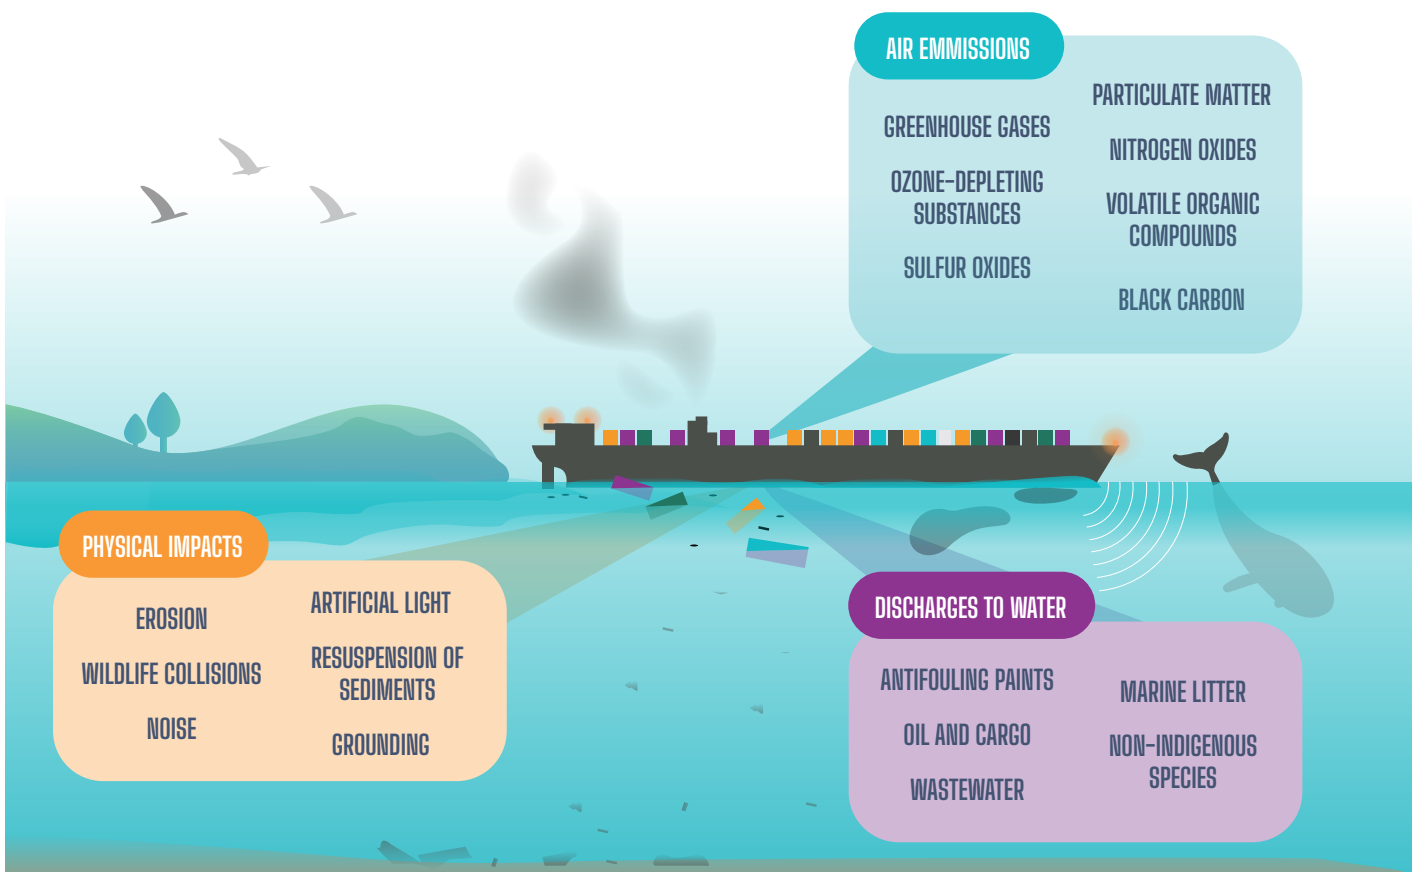 AIR EMMISSIONS
GREENHOUSE GASES
OZONE-DEPLETING
SUBSTANCES
SULFUR OXIDES
PARTICULATE MATTER
NITROGEN OXIDES
VOLATILE ORGANIC
COMPOUNDS
BLACK CARBON
PHYSICAL IMPACTS
EROSION
WILDLIFE COLLISIONS
NOISE
ARTIFICIAL LIGHT
RESUSPENSION OF
SEDIMENTS
GROUNDING
DISCHARGES TO WATER
ANTIFOULING PAINTS
OIL AND CARGO
WASTEWATER
MARINE LITTER
NON-INDIGENOUS
SPECIES